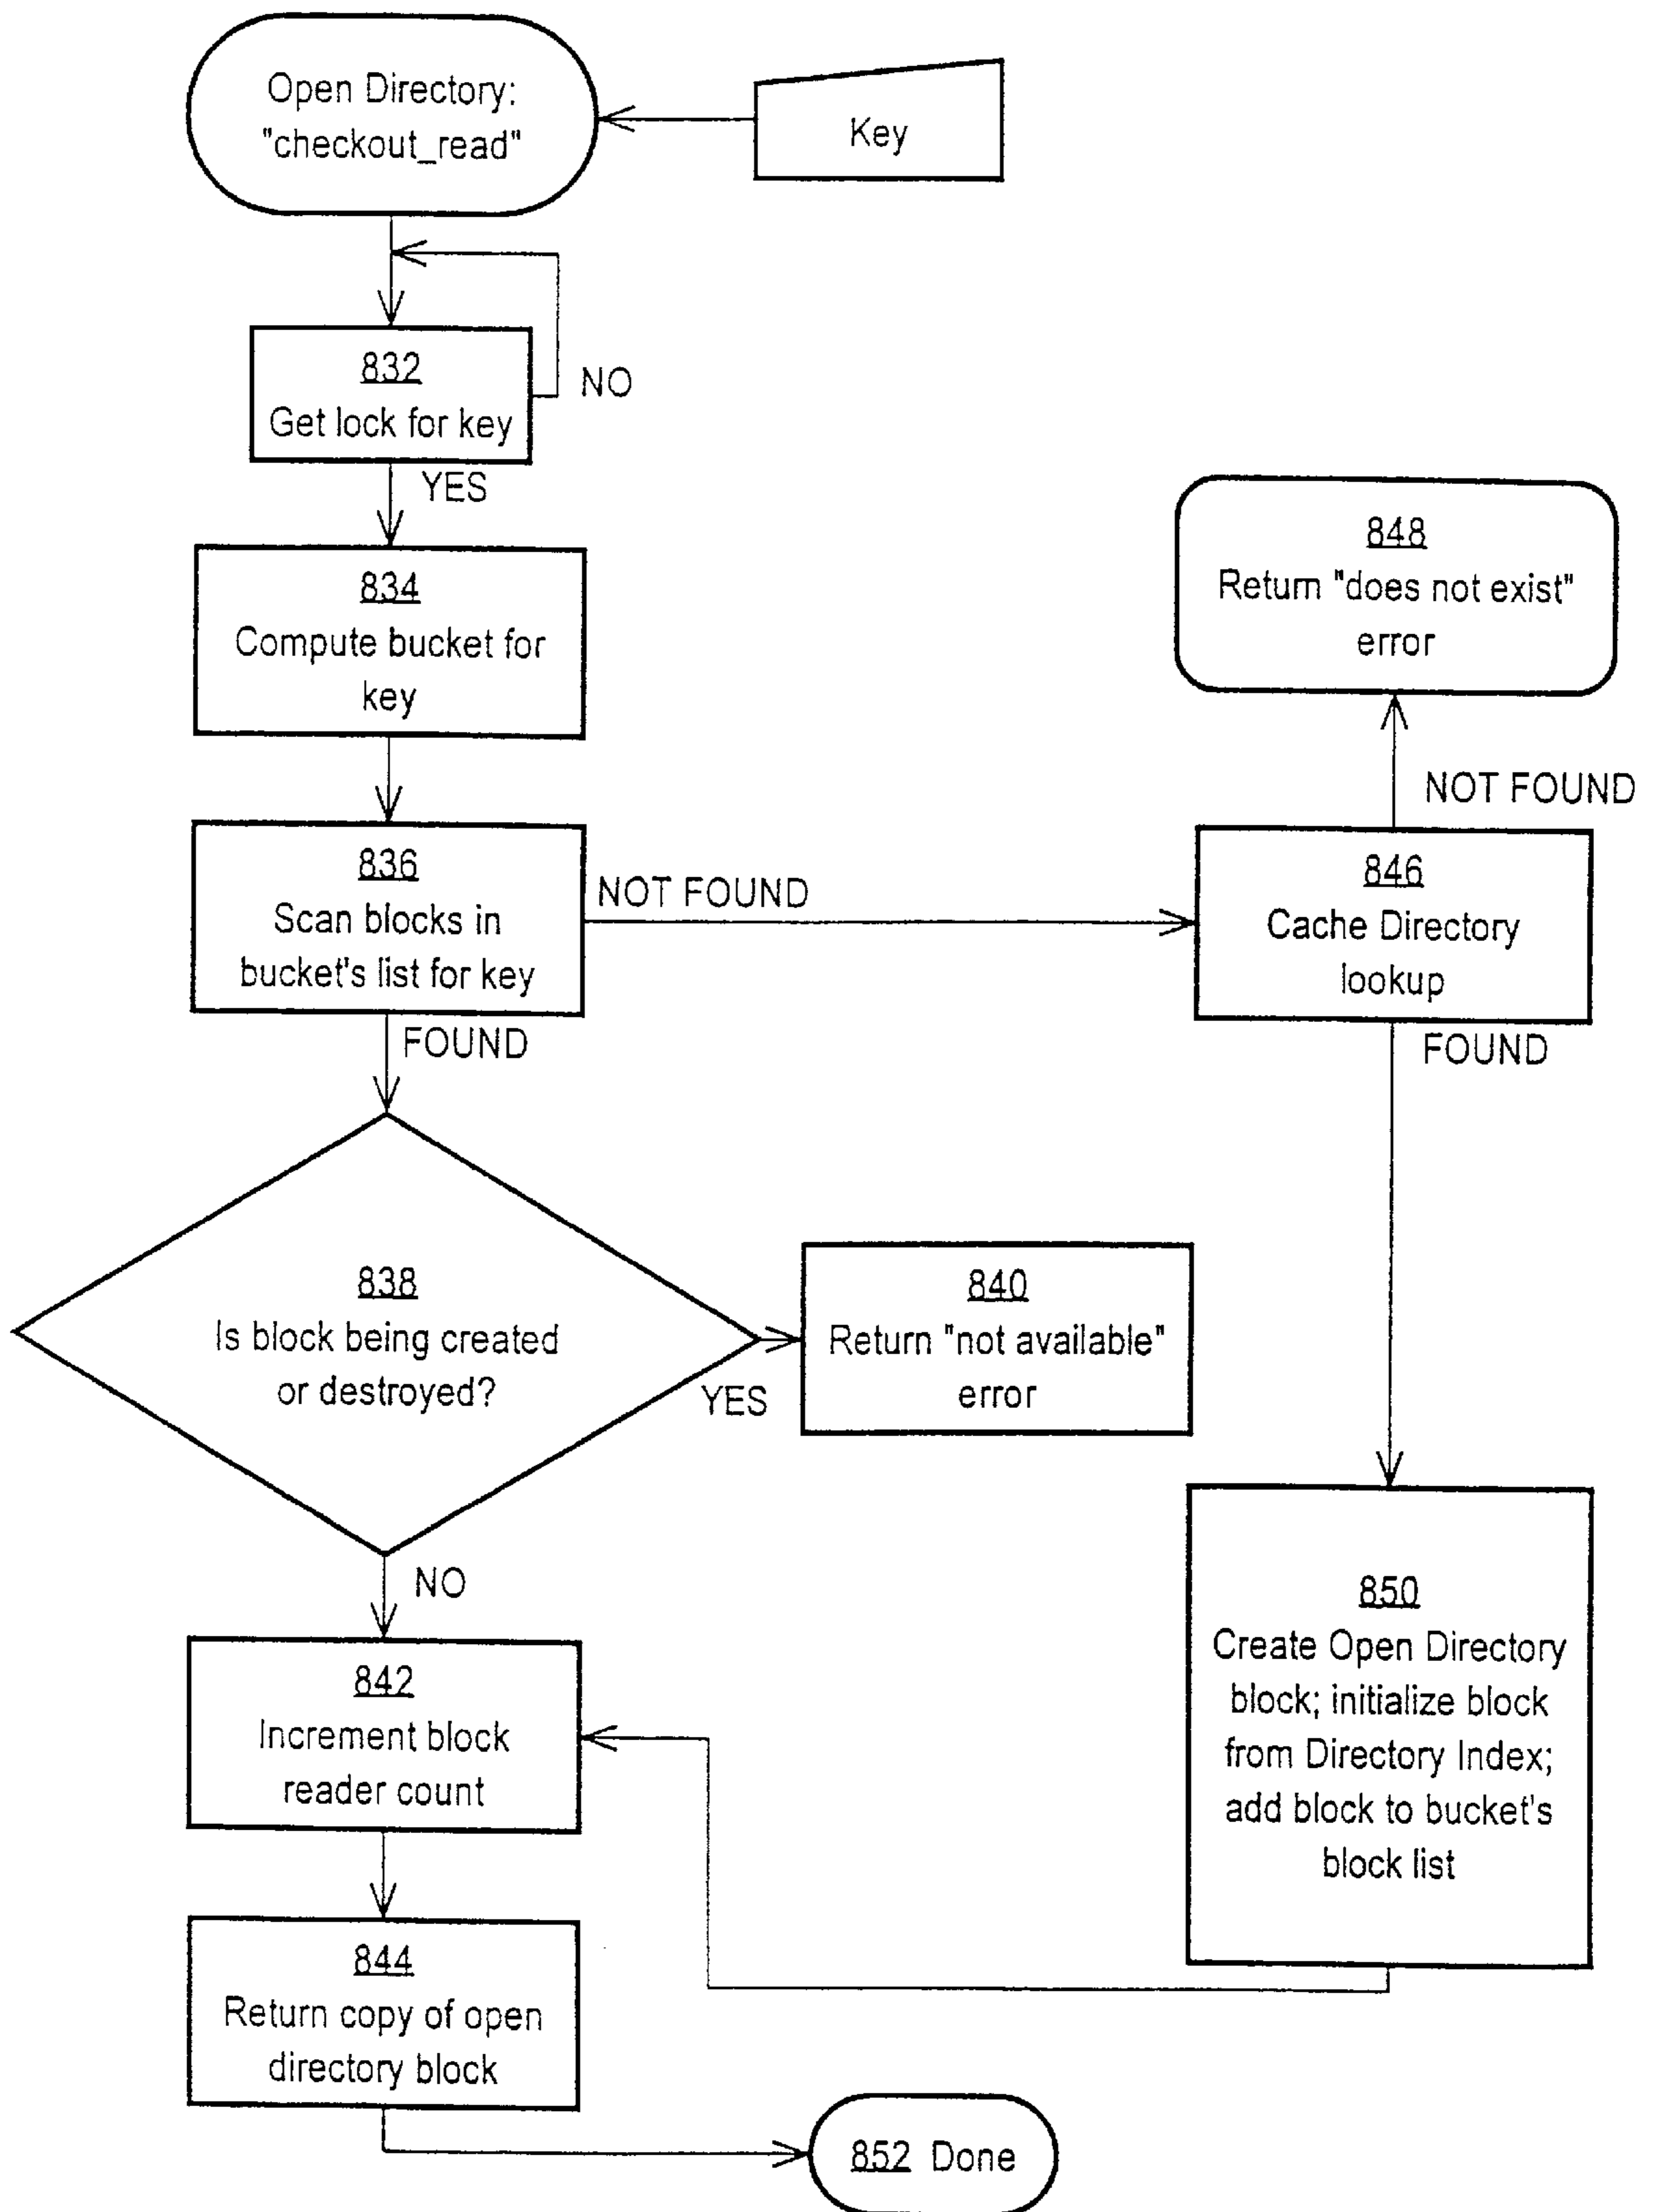 Open Directory:
"checkout_read"
Key
832
Get lock for key
NO
YES
834
Compute bucket for
key
836
Scan blocks in
bucket's list for key
NOT FOUND
FOUND
846
Cache Directory
lookup
NOT FOUND
848
Return "does not exist"
error
FOUND
838
Is block being created
or destroyed?
YES
840
Return "not available"
error
NO
842
Increment block
reader count
850
Create Open Directory
block; initialize block
from Directory Index;
add block to bucket's
block list
844
Return copy of open
directory block
852 Done